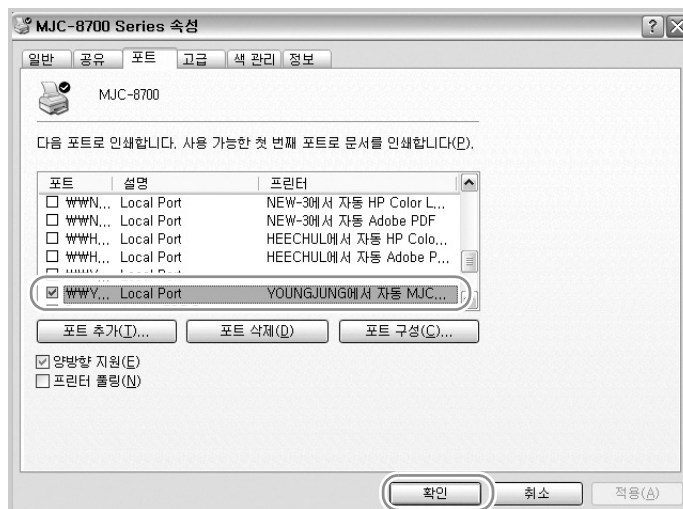 MJC-8700 Series 속성
일반 공유 포트 고급 색 관리 정보
MJC-8700
다음 포트로 인쇄합니다. 사용 가능한 첫 번째 포트로 문서를 인쇄합니다(P).
포트 설명 프린터
₩₩N... Local Port NEW-3에서 자동 HP Color L...
₩₩N... Local Port NEW-3에서 자동 Adobe PDF
₩₩H... Local Port HEECHUL에서 자동 HP Colo...
₩₩H... Local Port HEECHUL에서 자동 Adobe P...
₩₩Y... Local Port YOUNGJUNG에서 자동 MJC...
포트 추가(T)... 포트 삭제(D) 포트 구성(C)...
양방향 지원(E)
프린터 풀링(N)
확인 취소 적용(A)